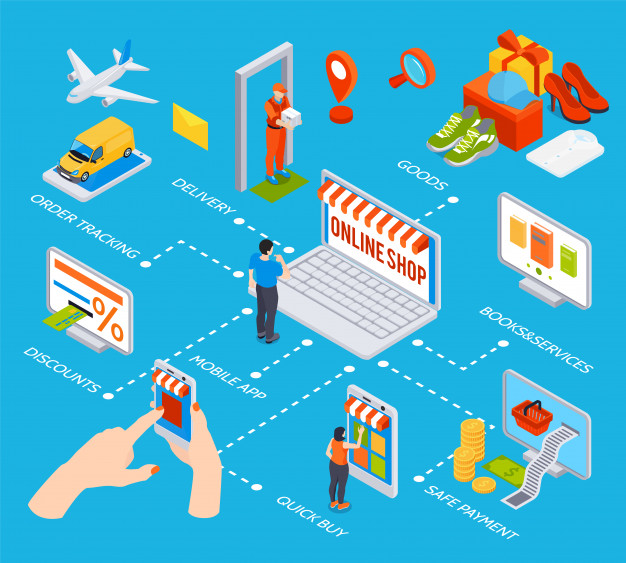 ORDER TRACKING
DELIVERY
GOODS
ONLINE SHOP
%
DISCOUNTS
MOBILE APP
BOOKS&SERVICES
QUICK BUY
$
SAFE PAYMENT